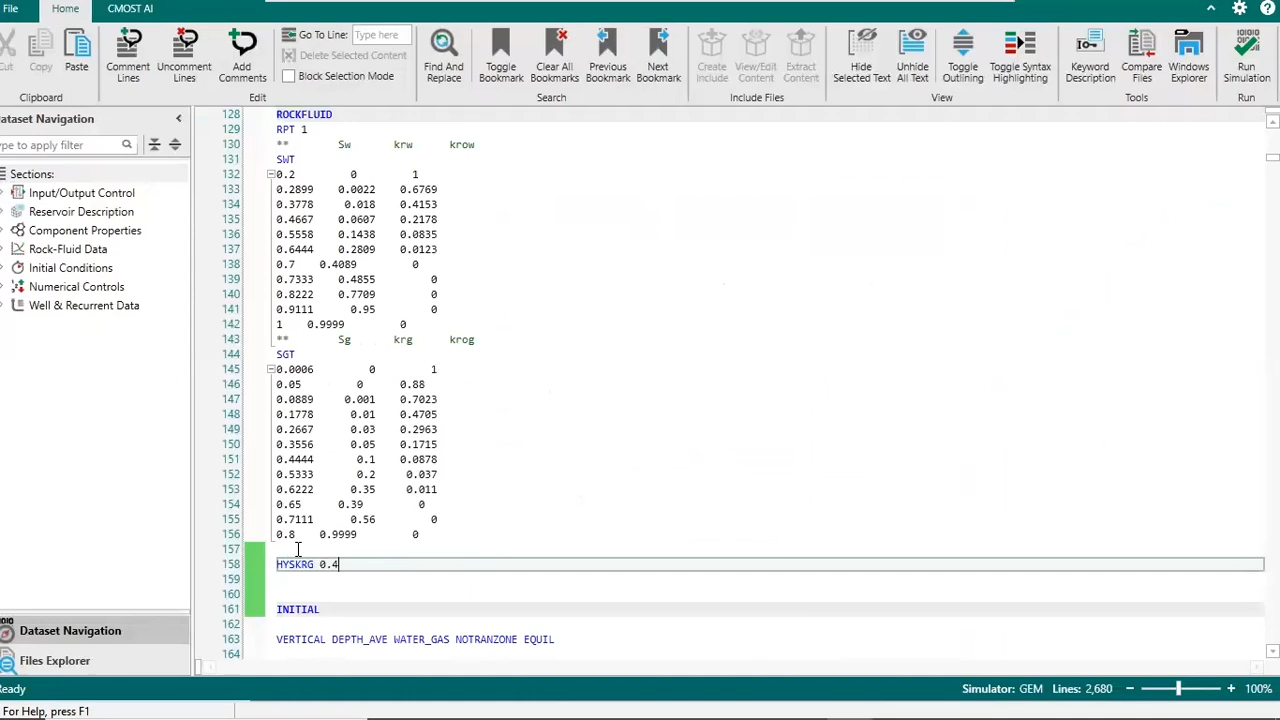 File Home CMOST AI
Cut Copy Paste
Clipboard
Comment Lines Uncomment Lines Add Comments
Go To Line: Type here
Delete Selected Content
Block Selection Mode
Edit
Find And Replace Toggle Bookmark Clear All Bookmarks Previous Bookmark Next Bookmark
Search
Create Include View/Edit Content Extract Content
Include Files
Hide Selected Text Unhide All Text Toggle Outlining Toggle Syntax Highlighting
View
Keyword Description Compare Files Windows Explorer
Tools
Run Simulation
Run
Dataset Navigation
ype to apply filter
Sections:
Input/Output Control
Reservoir Description
Component Properties
Rock-Fluid Data
Initial Conditions
Numerical Controls
Well & Recurrent Data
Dataset Navigation
Files Explorer
128 ROCKFLUID
129 RPT 1
130 ** Sw krw krow
131 SWT
132 0.2 0 1
133 0.2899 0.0022 0.6769
134 0.3778 0.018 0.4153
135 0.4667 0.0607 0.2178
136 0.5558 0.1438 0.0835
137 0.6444 0.2809 0.0123
138 0.7 0.4089 0
139 0.7333 0.4855 0
140 0.8222 0.7709 0
141 0.9111 0.95 0
142 1 0.9999 0
143 ** Sg krg krog
144 SGT
145 0.0006 0 1
146 0.05 0 0.88
147 0.0889 0.001 0.7023
148 0.1778 0.01 0.4705
149 0.2667 0.03 0.2963
150 0.3556 0.05 0.1715
151 0.4444 0.1 0.0878
152 0.5333 0.2 0.037
153 0.6222 0.35 0.011
154 0.65 0.39 0
155 0.7111 0.56 0
156 0.8 0.9999 0
157
158 HYSKRG 0.4
159
160
161 INITIAL
162
163 VERTICAL DEPTH_AVE WATER_GAS NOTRANZONE EQUIL
164
Ready Simulator: GEM Lines: 2,680 100%
For Help, press F1